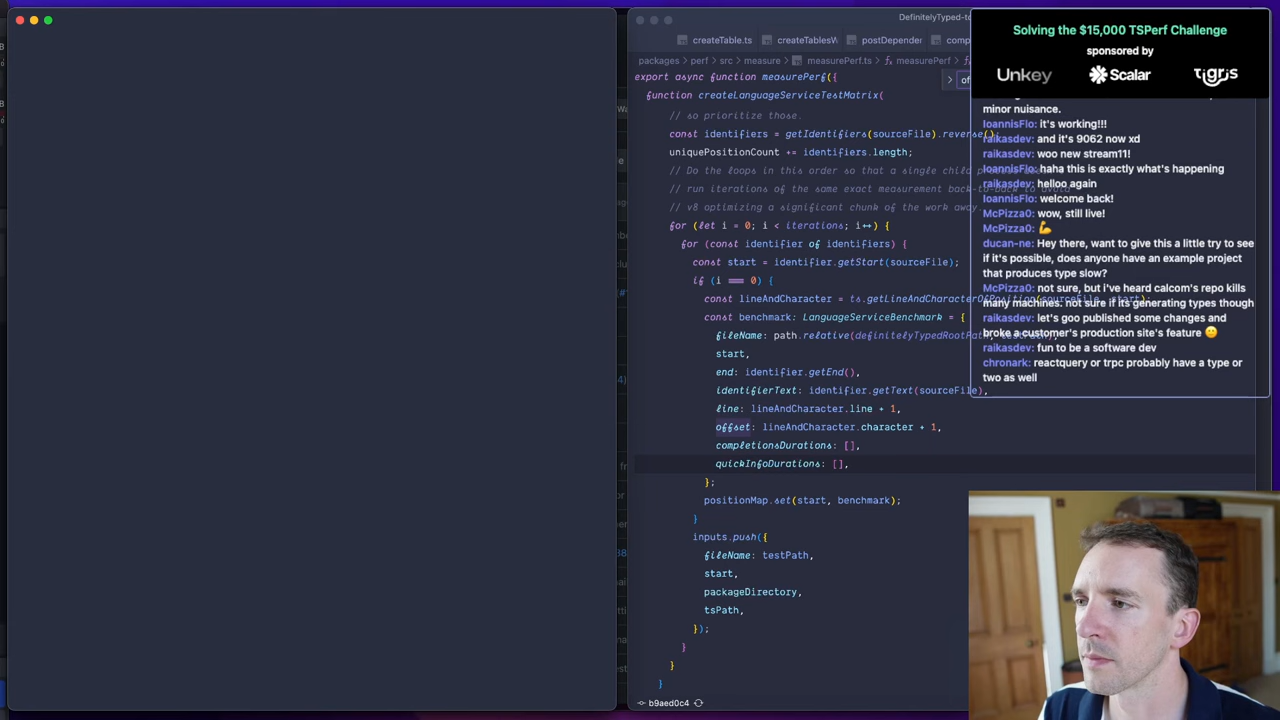 DefinitelyTyped-to
createTable.ts
createTablesW
postDepender
comp
packages > perf > src > measure > measurePerf.ts > measurePerf
export async function measurePerf({
of
function createLanguageServiceTestMatrix(
// so prioritize those.
const identifiers = getIdentifiers(sourceFile).reverse();
uniquePositionCount += identifiers.length;
// Do the loops in this order so that a single child
// run iterations of the same exact measurement back-to-back to avoid
// v8 optimizing a significant chunk of the work away.
for (let i = 0; i < iterations; i++) {
for (const identifier of identifiers) {
const start = identifier.getStart(sourceFile);
if (i === 0) {
const lineAndCharacter = ts.getLineAndCharacterOfPosition(sourceFile, start);
const benchmark: LanguageServiceBenchmark = {
fileName: path.relative(definitelyTypedRootPath, testPath),
start,
end: identifier.getEnd(),
identifierText: identifier.getText(sourceFile),
line: lineAndCharacter.line + 1,
offset: lineAndCharacter.character + 1,
completionsDurations: [],
quickInfoDurations: [],
};
positionMap.set(start, benchmark);
}
inputs.push({
fileName: testPath,
start,
packageDirectory,
tsPath,
});
}
}
}
b9aed0c4
Solving the $15,000 TSPerf Challenge
sponsored by
Unkey
Scalar
tigris
minor nuisance.
IoannisFlo: it's working!!!
raikasdev: and it's 9062 now xd
raikasdev: woo new stream11!
IoannisFlo: haha this is exactly what's happening
raikasdev: helloo again
IoannisFlo: welcome back!
McPizza0: wow, still live!
McPizza0: 💪
ducan-ne: Hey there, want to give this a little try to see
if it's possible, does anyone have an example project
that produces type slow?
McPizza0: not sure, but i've heard calcom's repo kills
many machines. not sure if its generating types though
raikasdev: let's goo published some changes and
broke a customer's production site's feature 🙂
raikasdev: fun to be a software dev
chronark: reactquery or trpc probably have a type or
two as well